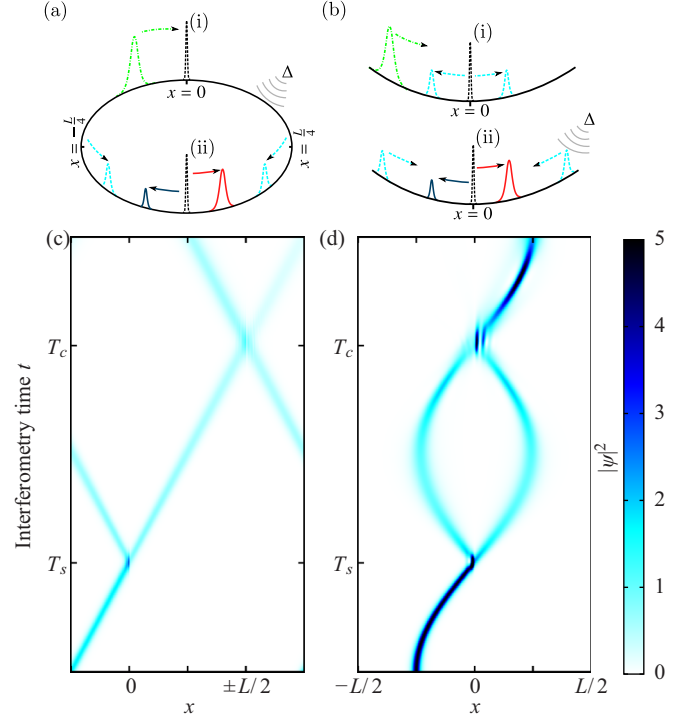 (a)
(i)
Δ
x = 0
x = −L/4
x = L/4
(ii)
(b)
(i)
x = 0
Δ
(ii)
x = 0
(c)
(d)
Interferometry time t
T_c
T_s
0
±L/2
x
T_c
T_s
−L/2
0
L/2
x
5
4
3
2
1
0
|ψ|²